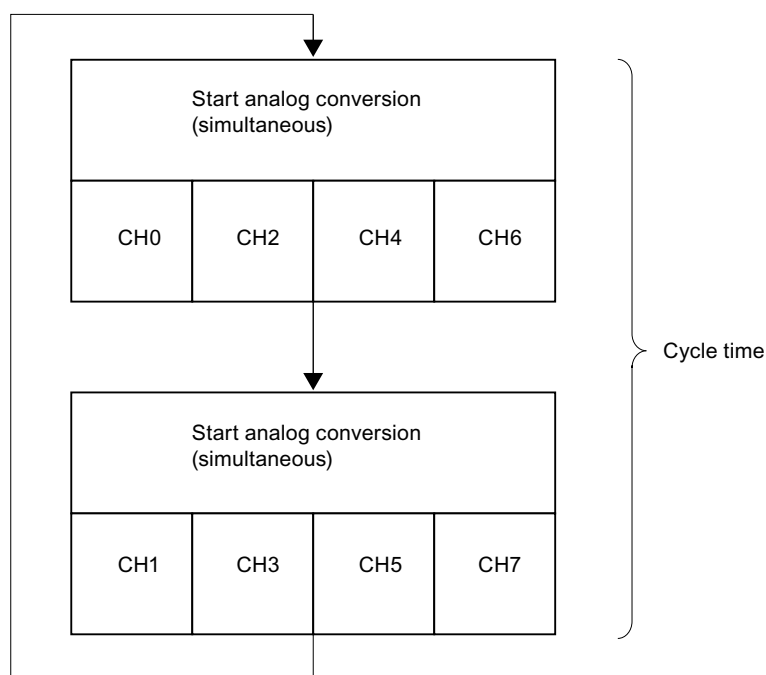 Start analog conversion
(simultaneous)
CH0 CH2 CH4 CH6
Cycle time
Start analog conversion
(simultaneous)
CH1 CH3 CH5 CH7